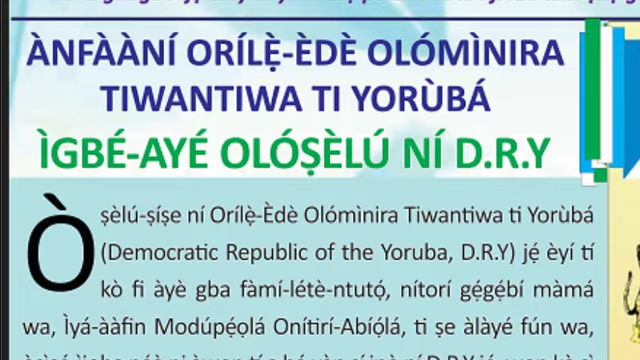 ÀNFÀÀNÍ ORÍLẸ̀-ÈDÈ OLÓMÌNIRA
TIWANTIWA TI YORÙBÁ
ÌGBÉ-AYÉ OLÓṢÈLÚ NÍ D.R.Y
Òṣèlú-ṣíṣe ní Orílẹ̀-Èdè Olómìnira Tiwantiwa ti Yorùbá
(Democratic Republic of the Yoruba, D.R.Y) jẹ́ èyí tí
kò fi àyè gba fàmí-létè-ntutọ́, nítorí gẹ́gẹ́bí màmá
wa, Ìyá-ààfin Modúpẹ́ọlá Onítirí-Abíọ́lá, ti ṣe àlàyé fún wa,